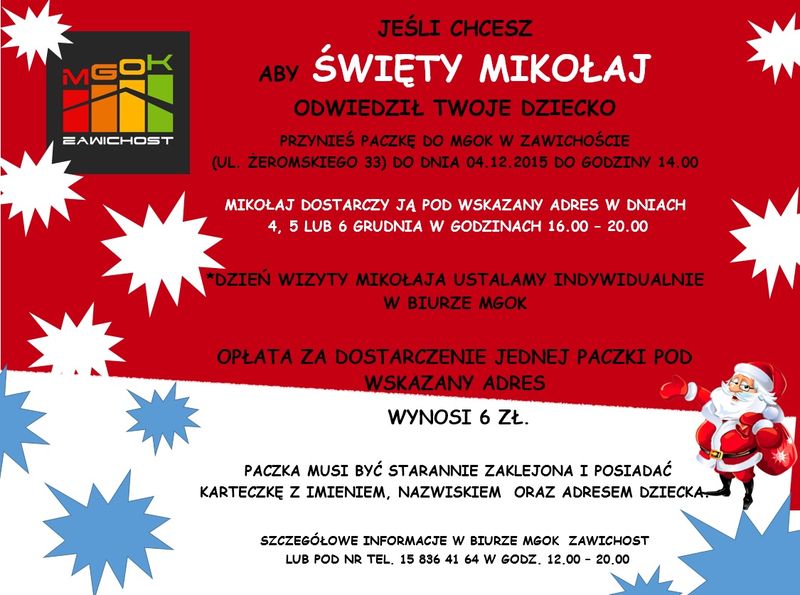 MGOK
ZAWICHOST
JEŚLI CHCESZ
ABY ŚWIĘTY MIKOŁAJ
ODWIEDZIŁ TWOJE DZIECKO
PRZYNIEŚ PACZKĘ DO MGOK W ZAWICHOŚCIE
(UL. ŻEROMSKIEGO 33) DO DNIA 04.12.2015 DO GODZINY 14.00
MIKOŁAJ DOSTARCZY JĄ POD WSKAZANY ADRES W DNIACH
4, 5 LUB 6 GRUDNIA W GODZINACH 16.00 – 20.00
*DZIEŃ WIZYTY MIKOŁAJA USTALAMY INDYWIDUALNIE
W BIURZE MGOK
OPŁATA ZA DOSTARCZENIE JEDNEJ PACZKI POD
WSKAZANY ADRES
WYNOSI 6 ZŁ.
PACZKA MUSI BYĆ STARANNIE ZAKLEJONA I POSIADAĆ
KARTECZKĘ Z IMIENIEM, NAZWISKIEM ORAZ ADRESEM DZIECKA.
SZCZEGÓŁOWE INFORMACJE W BIURZE MGOK ZAWICHOST
LUB POD NR TEL. 15 836 41 64 W GODZ. 12.00 – 20.00